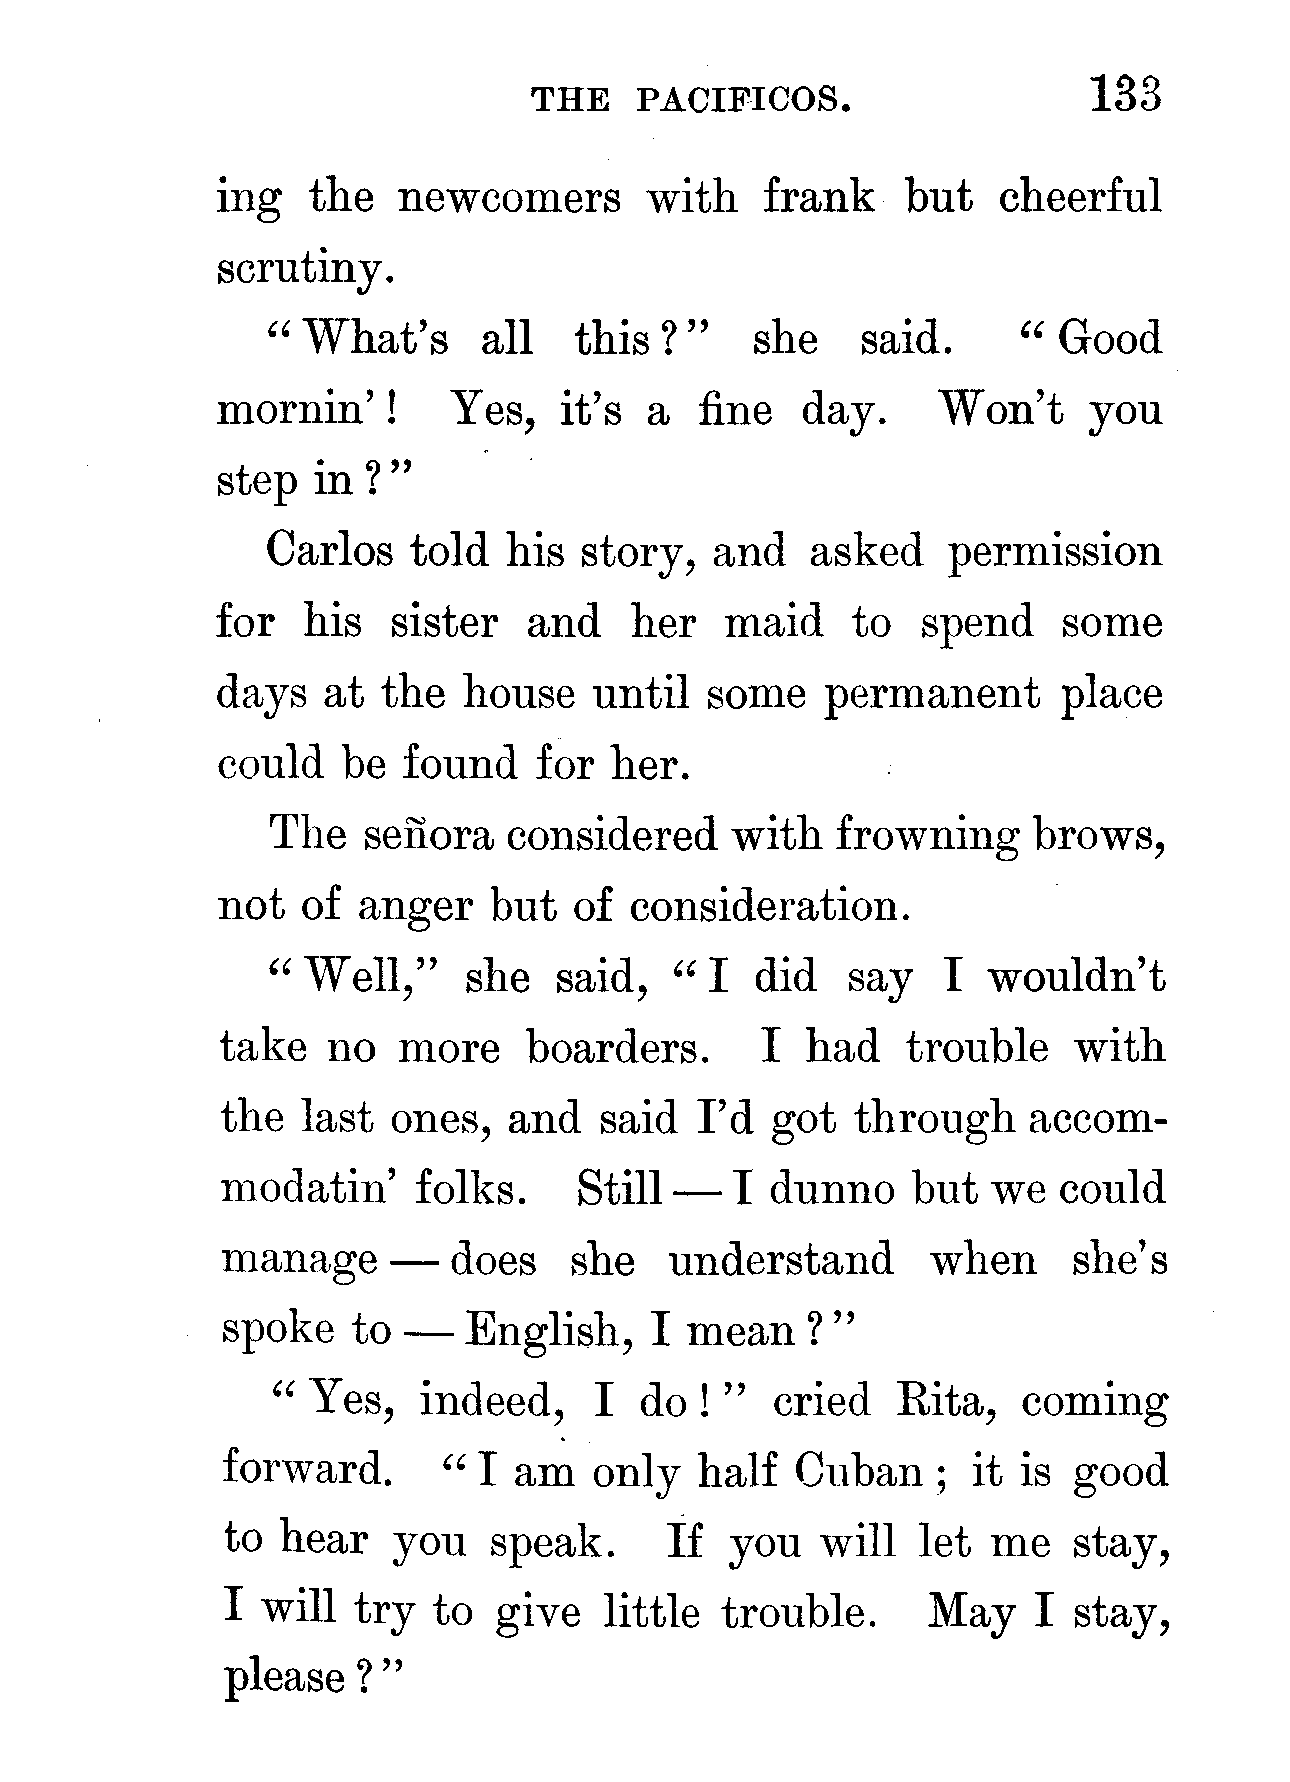 THE PACIFICOS. 133
ing the newcomers with frank but cheerful
scrutiny.
“What’s all this?” she said. “Good
mornin’! Yes, it’s a fine day. Won’t you
step in?”
Carlos told his story, and asked permission
for his sister and her maid to spend some
days at the house until some permanent place
could be found for her.
The señora considered with frowning brows,
not of anger but of consideration.
“Well,” she said, “I did say I wouldn’t
take no more boarders. I had trouble with
the last ones, and said I’d got through accom-
modatin’ folks. Still — I dunno but we could
manage — does she understand when she’s
spoke to — English, I mean?”
“Yes, indeed, I do!” cried Rita, coming
forward. “I am only half Cuban; it is good
to hear you speak. If you will let me stay,
I will try to give little trouble. May I stay,
please?”